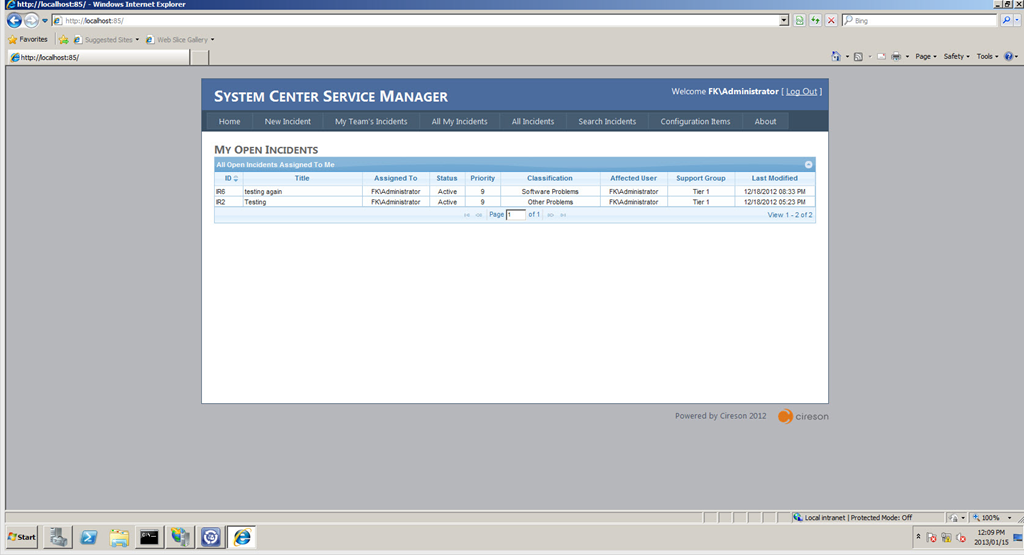 http://localhost:85/ - Windows Internet Explorer
http://localhost:85/
Bing
Favorites Suggested Sites Web Slice Gallery
http://localhost:85/
Page Safety Tools
SYSTEM CENTER SERVICE MANAGER
Welcome FK\Administrator [ Log Out ]
Home New Incident My Team's Incidents All My Incidents All Incidents Search Incidents Configuration Items About
MY OPEN INCIDENTS
All Open Incidents Assigned To Me
ID Title Assigned To Status Priority Classification Affected User Support Group Last Modified
IR6 testing again FK\Administrator Active 9 Software Problems FK\Administrator Tier 1 12/18/2012 08:33 PM
IR2 Testing FK\Administrator Active 9 Other Problems FK\Administrator Tier 1 12/18/2012 05:23 PM
Page 1 of 1 View 1 - 2 of 2
Powered by Cireson 2012 cireson
Local intranet | Protected Mode: Off 100%
Start
12:09 PM
2013/01/15